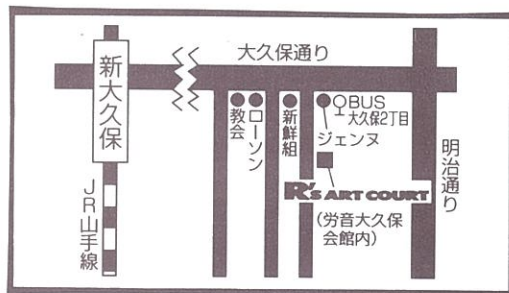 大久保通り
新大久保
JR山手線
教会
ローソン
新鮮組
BUS
大久保2丁目
ジェンヌ
R's ART COURT
(労音大久保
会館内)
明治通り